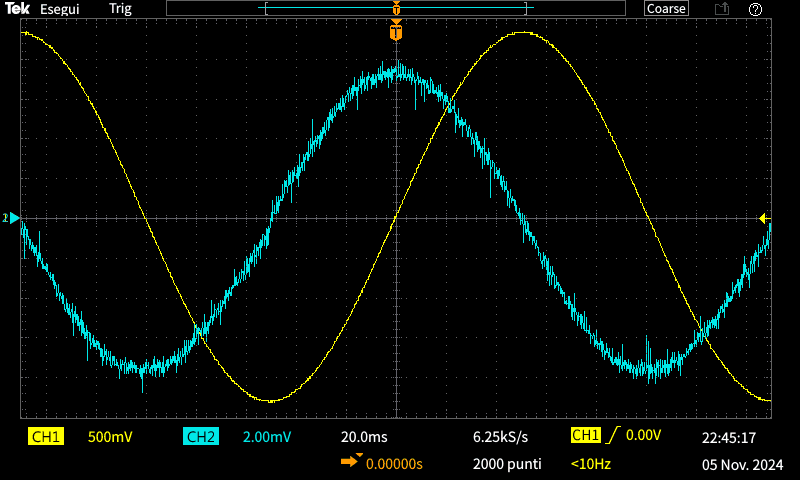 Tek Esegui Trig Coarse ?
T
T
2
CH1 500mV CH2 2.00mV 20.0ms 6.25kS/s CH1 0.00V 22:45:17
0.00000s 2000 punti <10Hz 05 Nov. 2024